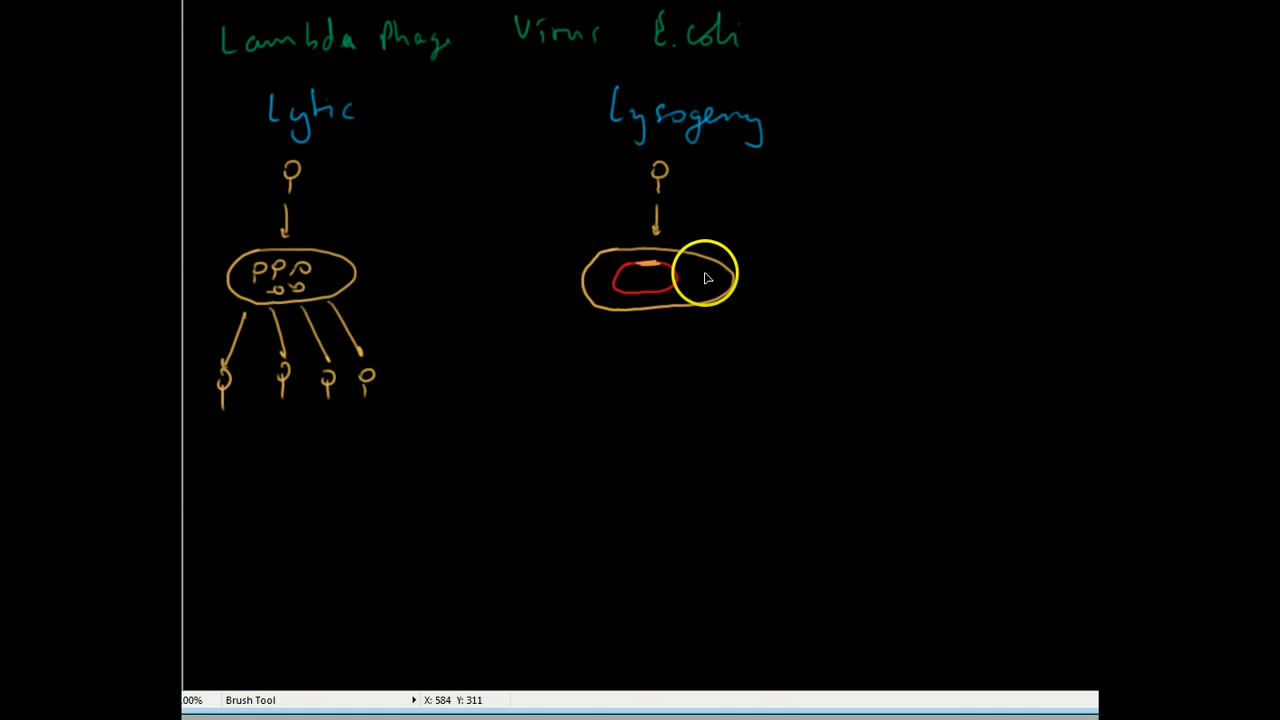 Lambda Phage Virus E.coli
Lytic Lysogeny
.00% Brush Tool X: 584 Y: 311